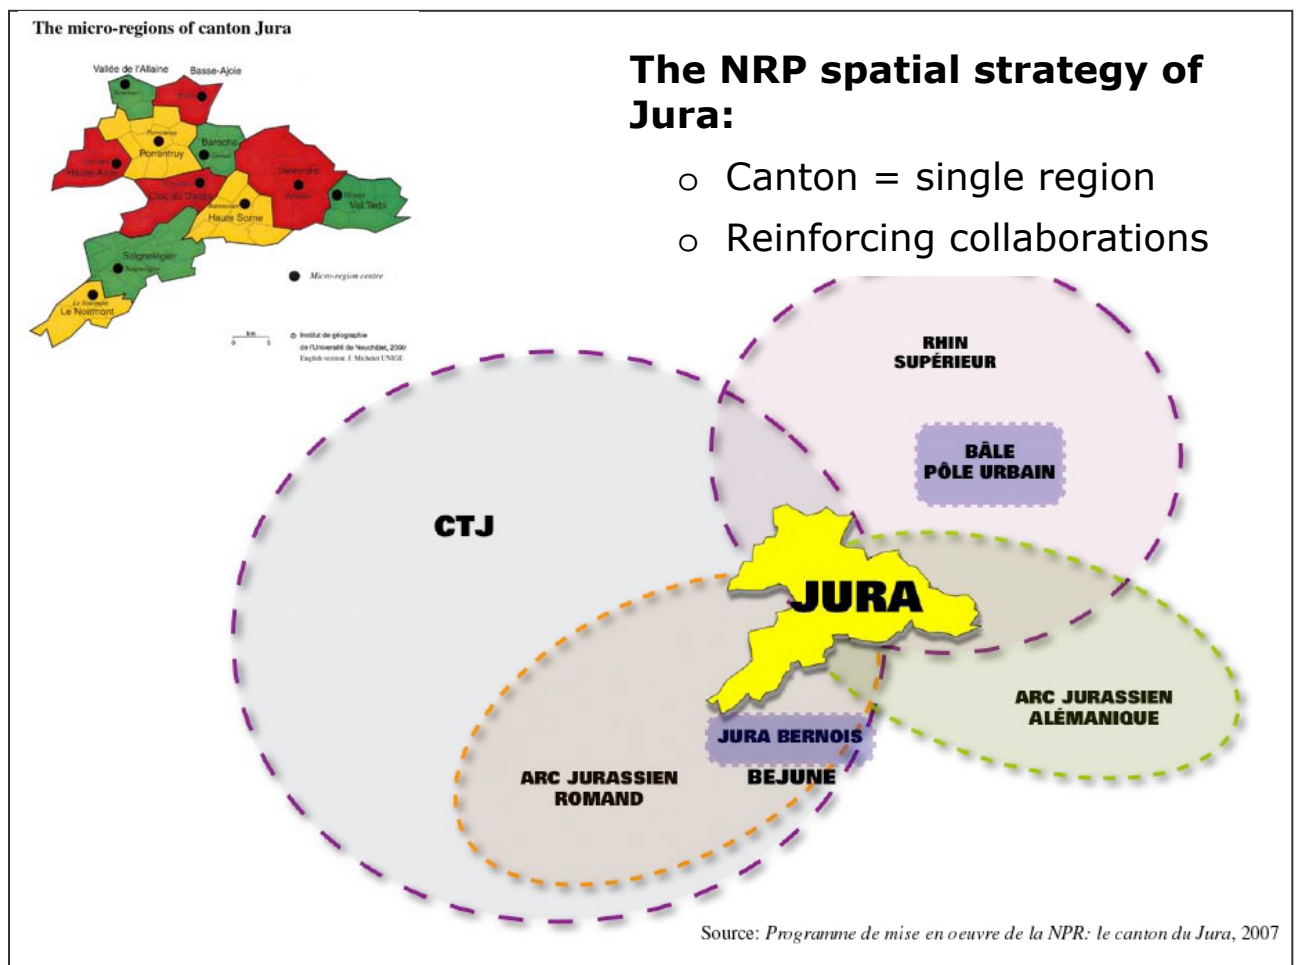 The micro-regions of canton Jura
Vallée de l'Allaine
Basse-Ajoie
Porrantruy
Baroche
Haute-Ajoie
Delémont
Clos du Doubs
Val Terbi
Haute Sorne
Saignelégier
Le Noirmont
Micro-region centre
km
0 5
© Institut de géographie
de l'Université de Neuchâtel, 2000
English version: J. Michelet UNIGE
The NRP spatial strategy of
Jura:
o Canton = single region
o Reinforcing collaborations
RHIN
SUPÉRIEUR
BÂLE
PÔLE URBAIN
CTJ
JURA
ARC JURASSIEN
ALÉMANIQUE
JURA BERNOIS
BEJUNE
ARC JURASSIEN
ROMAND
Source: Programme de mise en oeuvre de la NPR: le canton du Jura, 2007